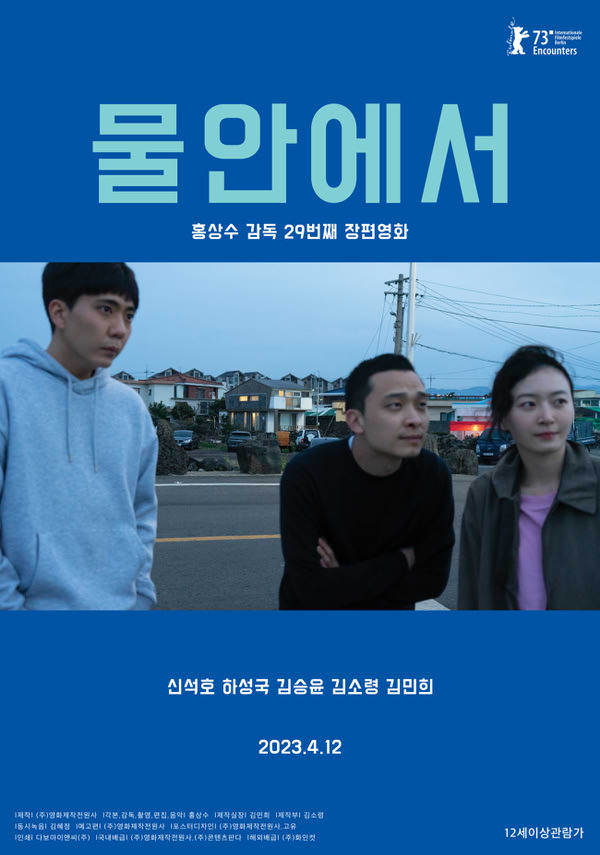 73 Internationale
Filmfestspiele
Berlin
Encounters
Berlinale
물안에서
홍상수 감독 29번째 장편영화
신석호 하성국 김승윤 김소령 김민희
2023.4.12
|제작| (주)영화제작전원사 |각본,감독,촬영,편집,음악| 홍상수 |제작실장| 김민희 |제작부| 김소령
|동시녹음| 김혜정 |예고편| (주)영화제작전원사 |포스터디자인| (주)영화제작전원사,고유
|인쇄| 다보아이앤씨(주) |국내배급| (주)영화제작전원사,(주)콘텐츠판다 |해외배급| (주)화인컷
12세이상관람가